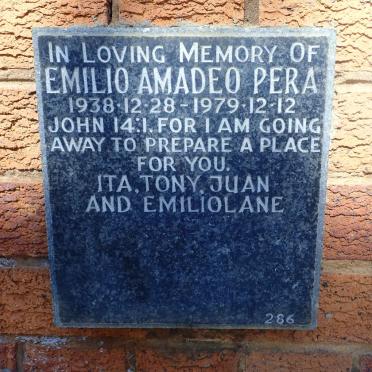 IN LOVING MEMORY OF
EMILIO AMADEO PERA
1938-12-28-1979-12-12
JOHN 14:1. FOR I AM GOING
AWAY TO PREPARE A PLACE
FOR YOU.
ITA, TONY, JUAN
AND EMILIOLANE
286